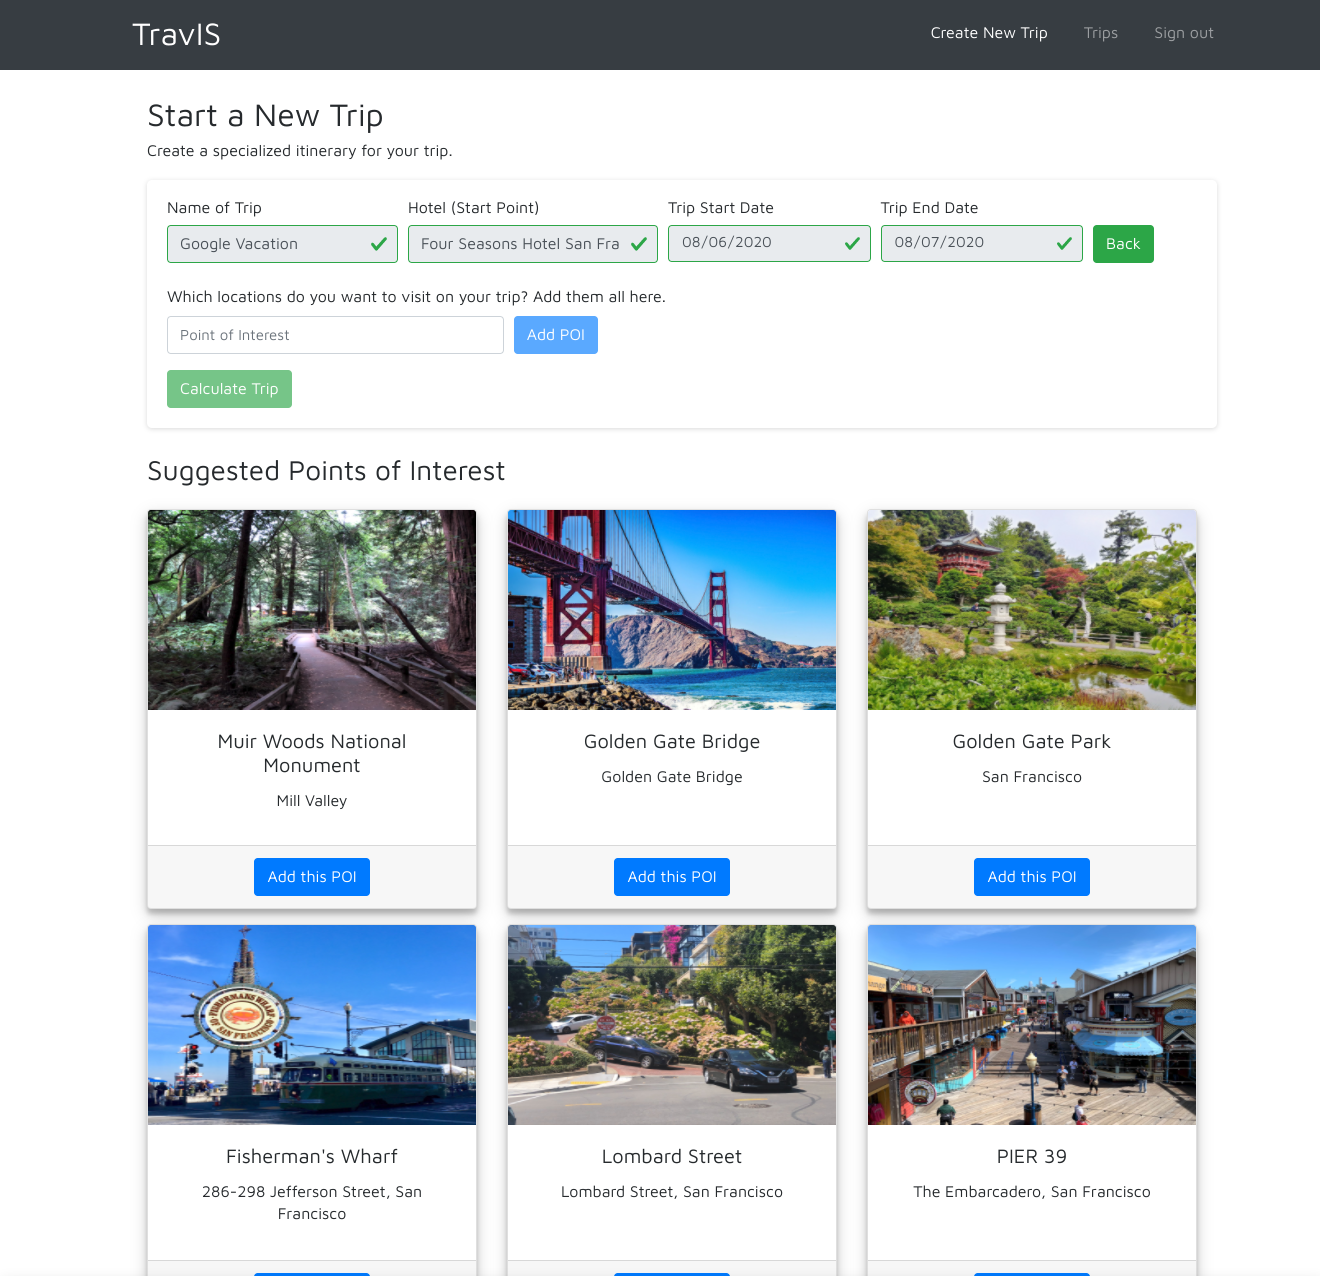 TravIS
Create New Trip
Trips
Sign out
Start a New Trip
Create a specialized itinerary for your trip.
Name of Trip
Hotel (Start Point)
Trip Start Date
Trip End Date
Google Vacation
Four Seasons Hotel San Fra
08/06/2020
08/07/2020
Back
Which locations do you want to visit on your trip? Add them all here.
Point of Interest
Add POI
Calculate Trip
Suggested Points of Interest
Muir Woods National
Monument
Mill Valley
Add this POI
Golden Gate Bridge
Golden Gate Bridge
Add this POI
Golden Gate Park
San Francisco
Add this POI
FISHERMAN'S WHARF
OF SAN FRANCISCO
Fisherman's Wharf
286-298 Jefferson Street, San
Francisco
Lombard Street
Lombard Street, San Francisco
PIER 39
The Embarcadero, San Francisco